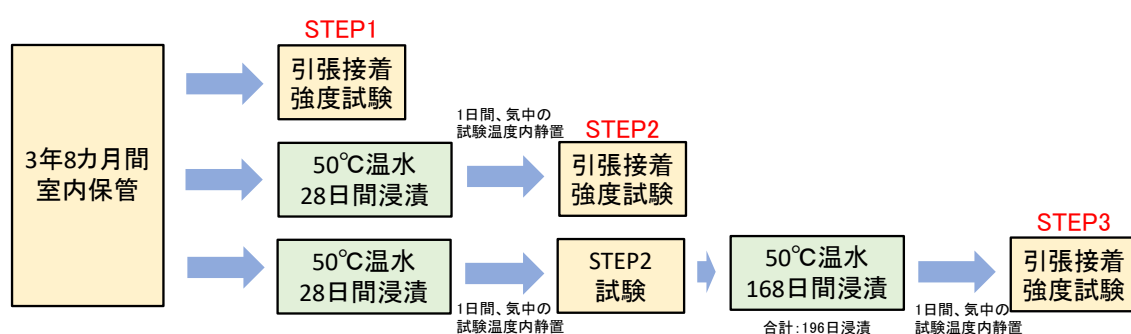 STEP1
3年8カ月間
室内保管
引張接着
強度試験
50℃温水
28日間浸漬
1日間、気中の
試験温度内静置
STEP2
引張接着
強度試験
50℃温水
28日間浸漬
1日間、気中の
試験温度内静置
STEP2
試験
50℃温水
168日間浸漬
合計：196日浸漬
1日間、気中の
試験温度内静置
STEP3
引張接着
強度試験